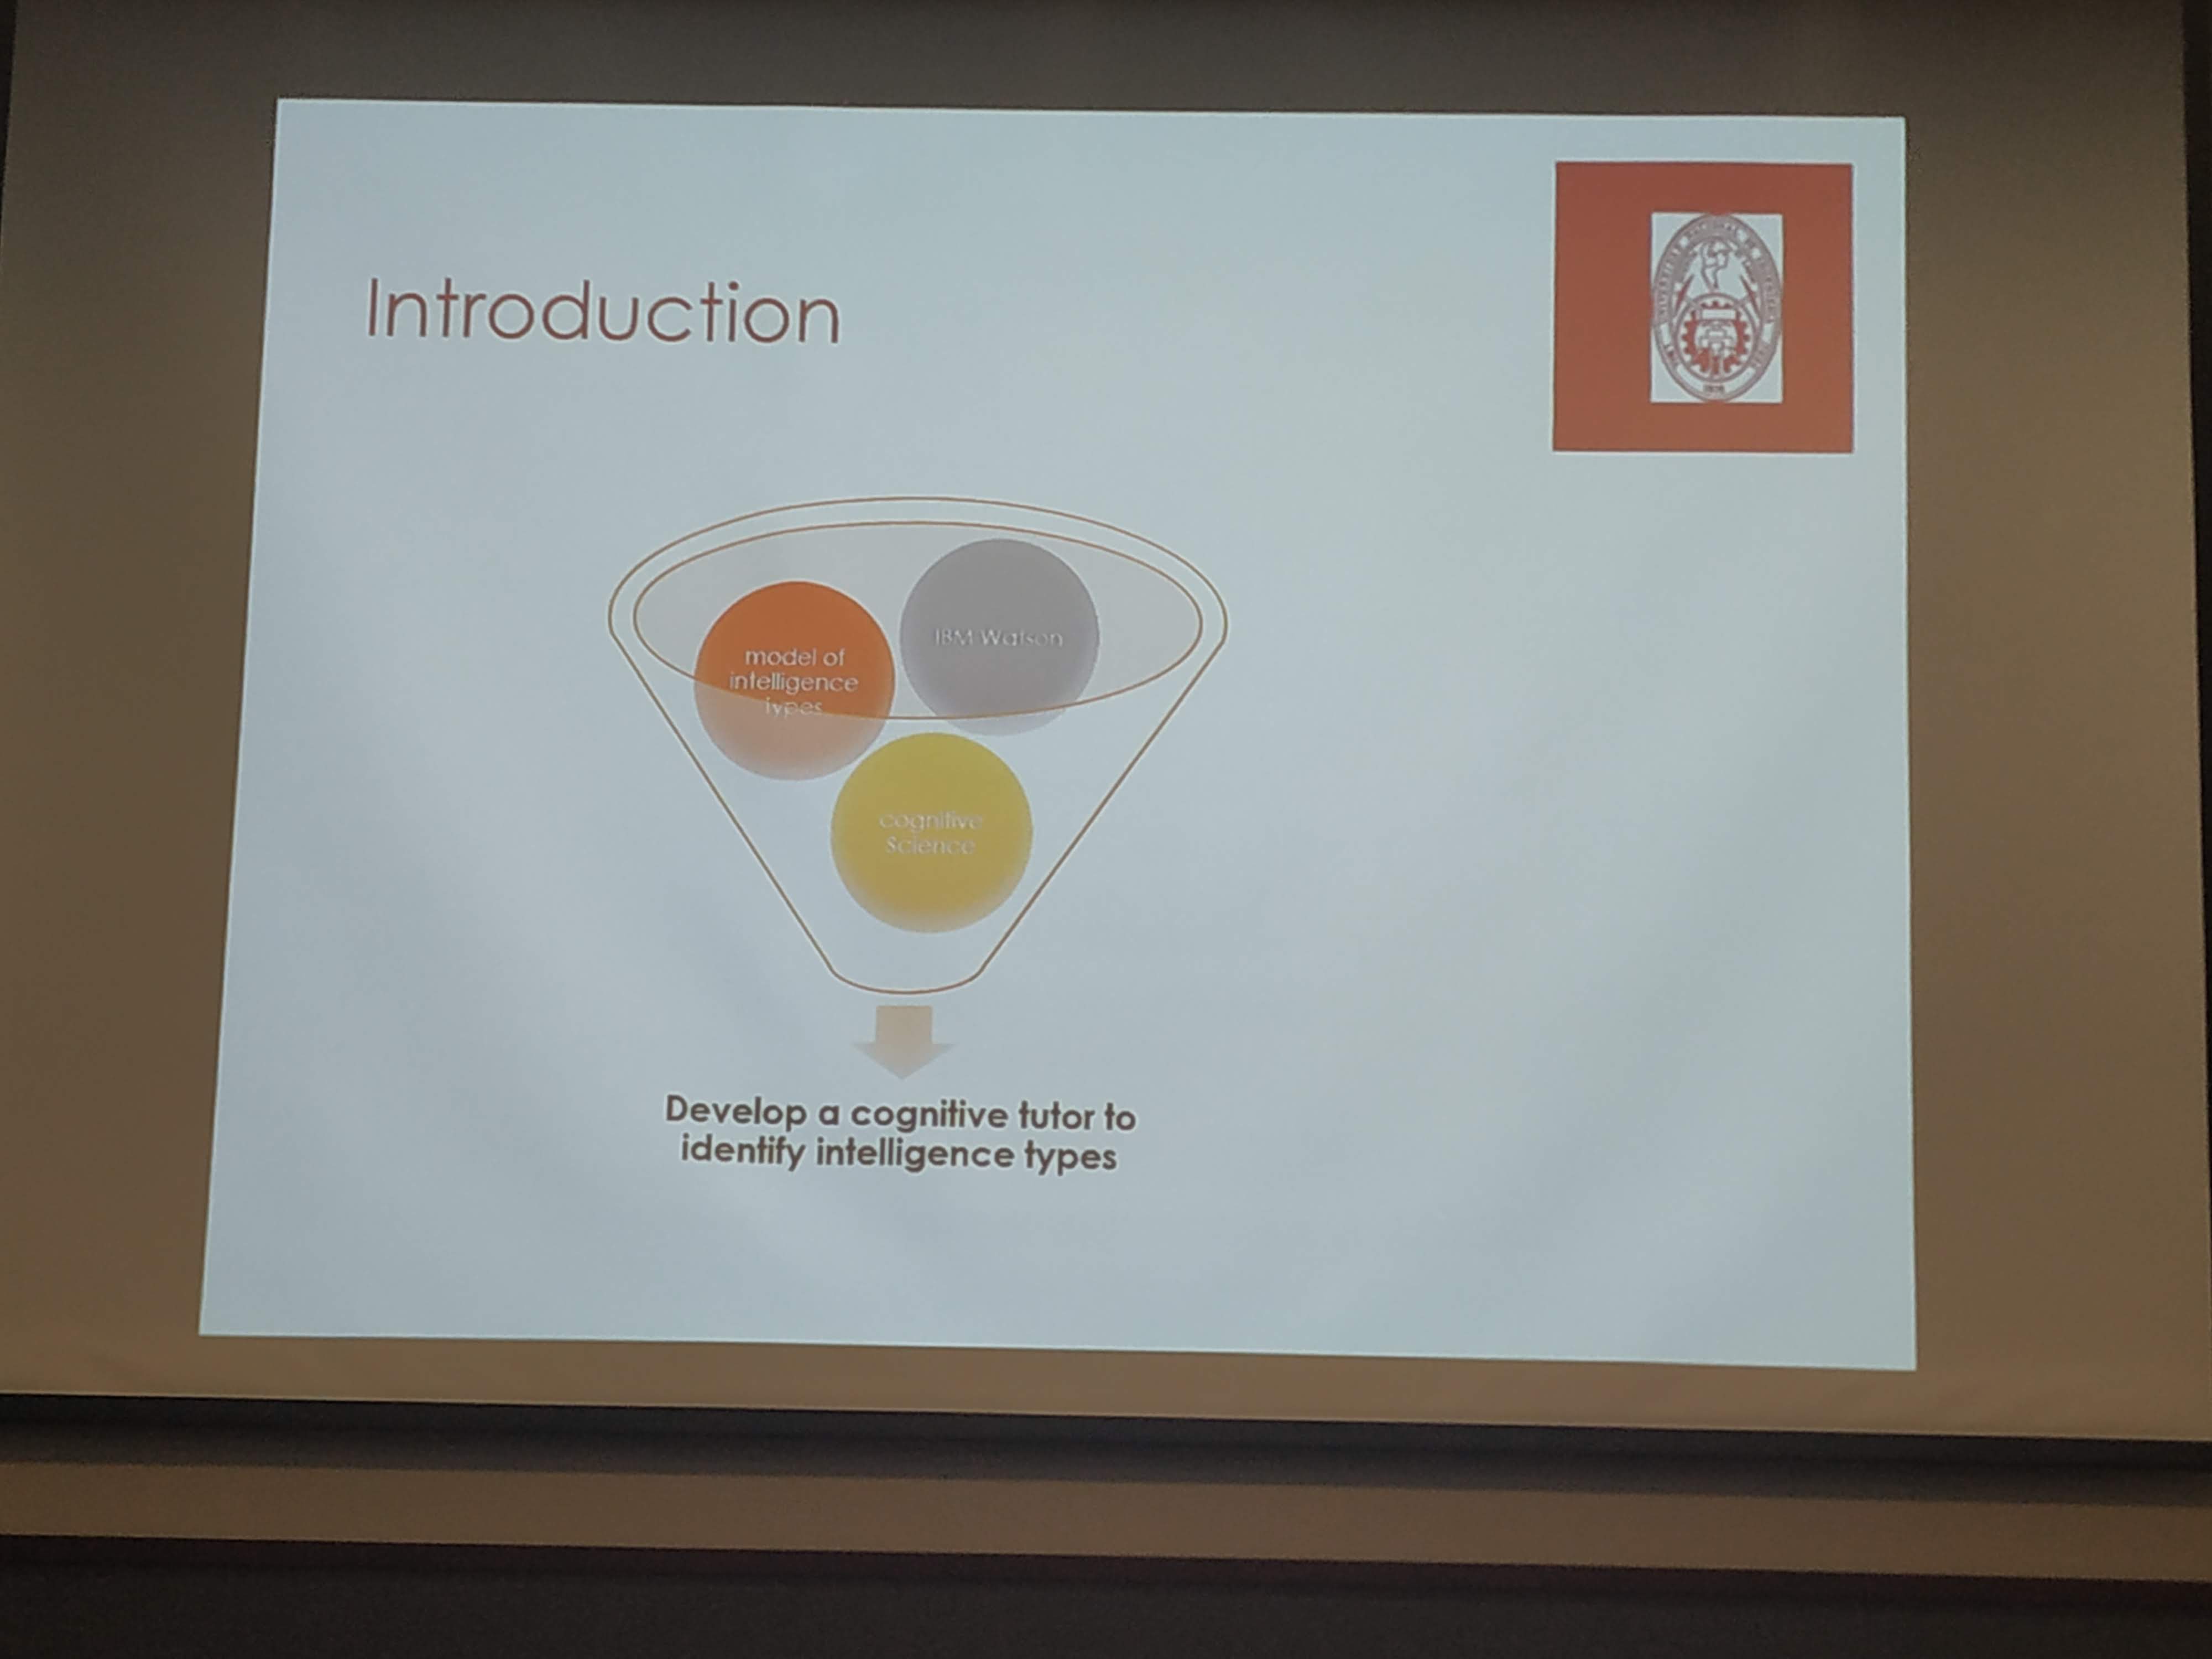 Introduction
model of
intelligence
types
IBM Watson
cognitive
Science
Develop a cognitive tutor to
identify intelligence types